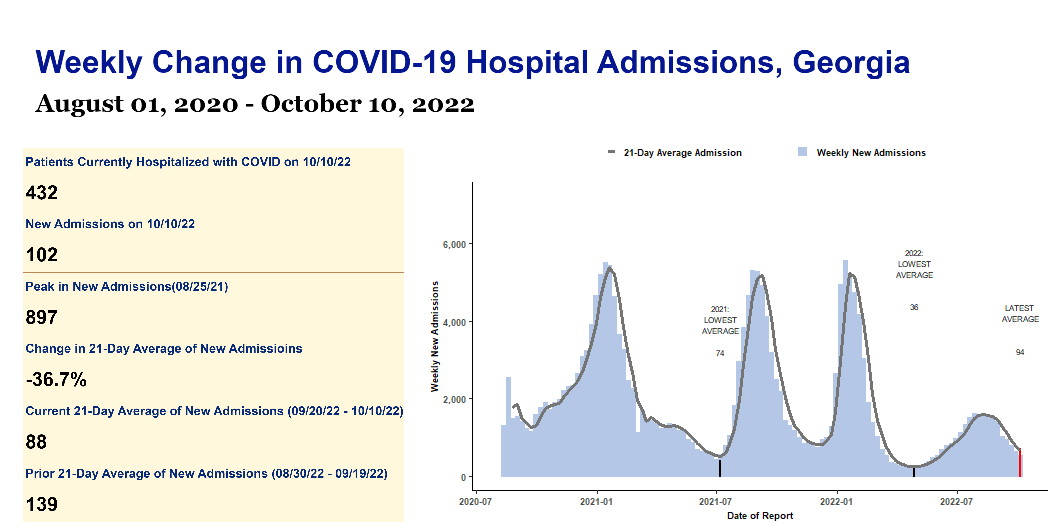 Weekly Change in COVID-19 Hospital Admissions, Georgia
August 01, 2020 - October 10, 2022
Patients Currently Hospitalized with COVID on 10/10/22
432
New Admissions on 10/10/22
102
Peak in New Admissions(08/25/21)
897
Change in 21-Day Average of New Admissioins
-36.7%
Current 21-Day Average of New Admissions (09/20/22 - 10/10/22)
88
Prior 21-Day Average of New Admissions (08/30/22 - 09/19/22)
139
21-Day Average Admission
Weekly New Admissions
Weekly New Admissions
6,000
4,000
2,000
0
2021:
LOWEST
AVERAGE
74
2022:
LOWEST
AVERAGE
36
LATEST
AVERAGE
94
2020-07
2021-01
2021-07
2022-01
2022-07
Date of Report